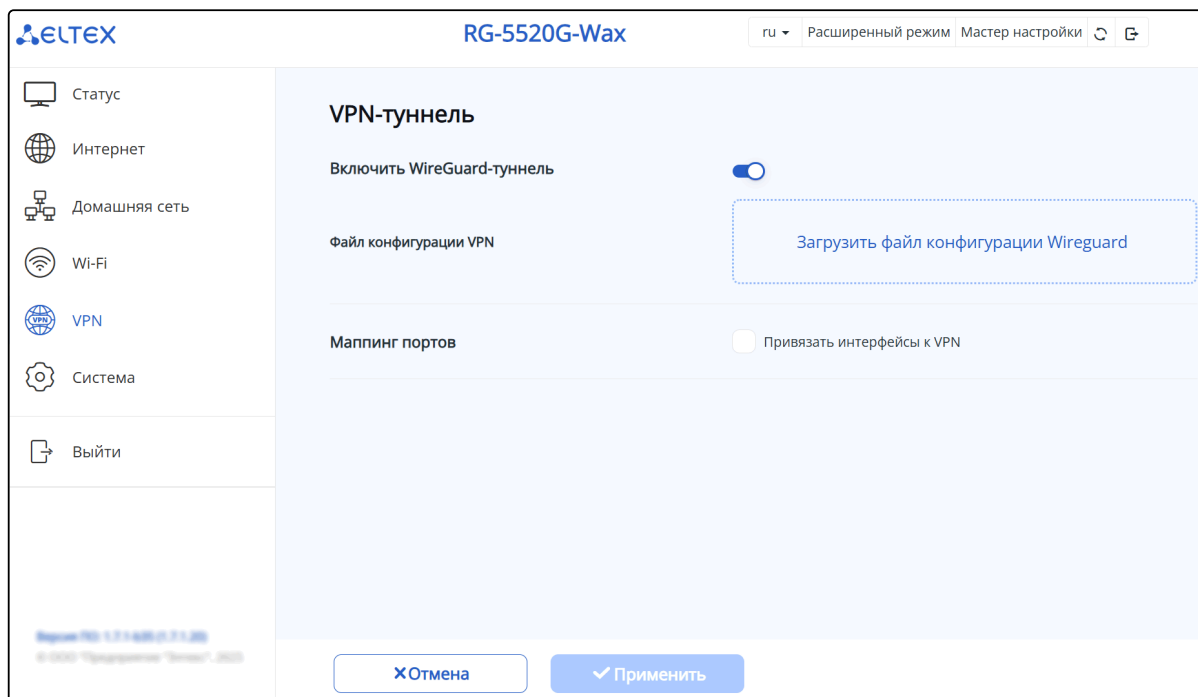 ELTEX
RG-5520G-Wax
ru Расширенный режим Мастер настройки
Статус
Интернет
Домашняя сеть
Wi-Fi
VPN
VPN
Система
Выйти
VPN-туннель
Включить WireGuard-туннель
Файл конфигурации VPN
Загрузить файл конфигурации Wireguard
Маппинг портов
Привязать интерфейсы к VPN
Отмена
Применить